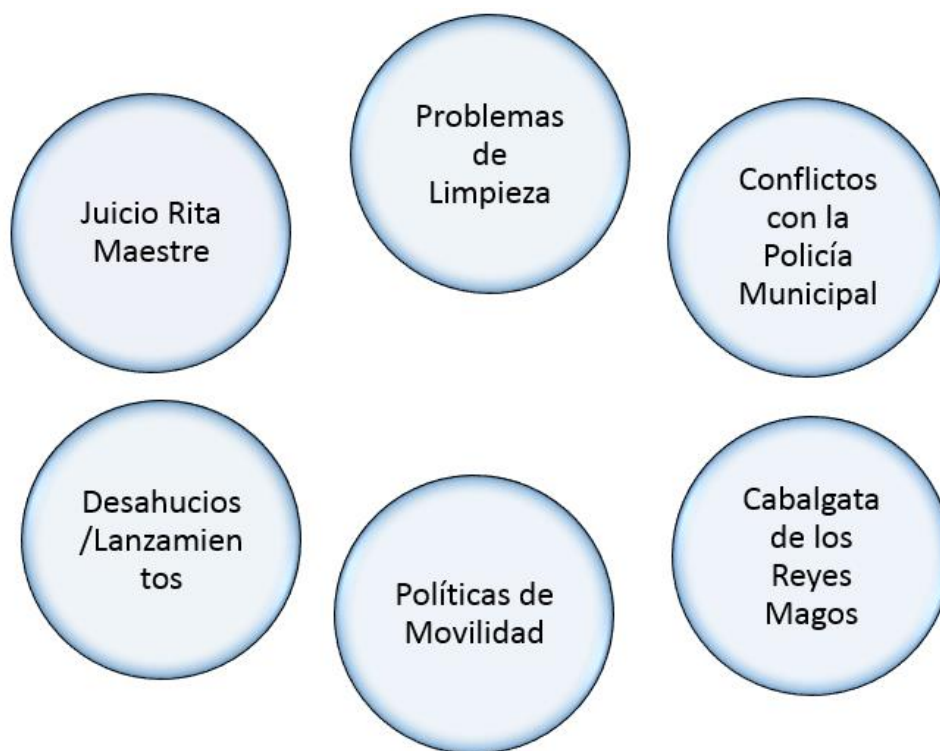 Problemas
de
Limpieza
Juicio Rita
Maestre
Conflictos
con la
Policía
Municipal
Desahucios
/Lanzamien
tos
Políticas de
Movilidad
Cabalgata
de los
Reyes
Magos